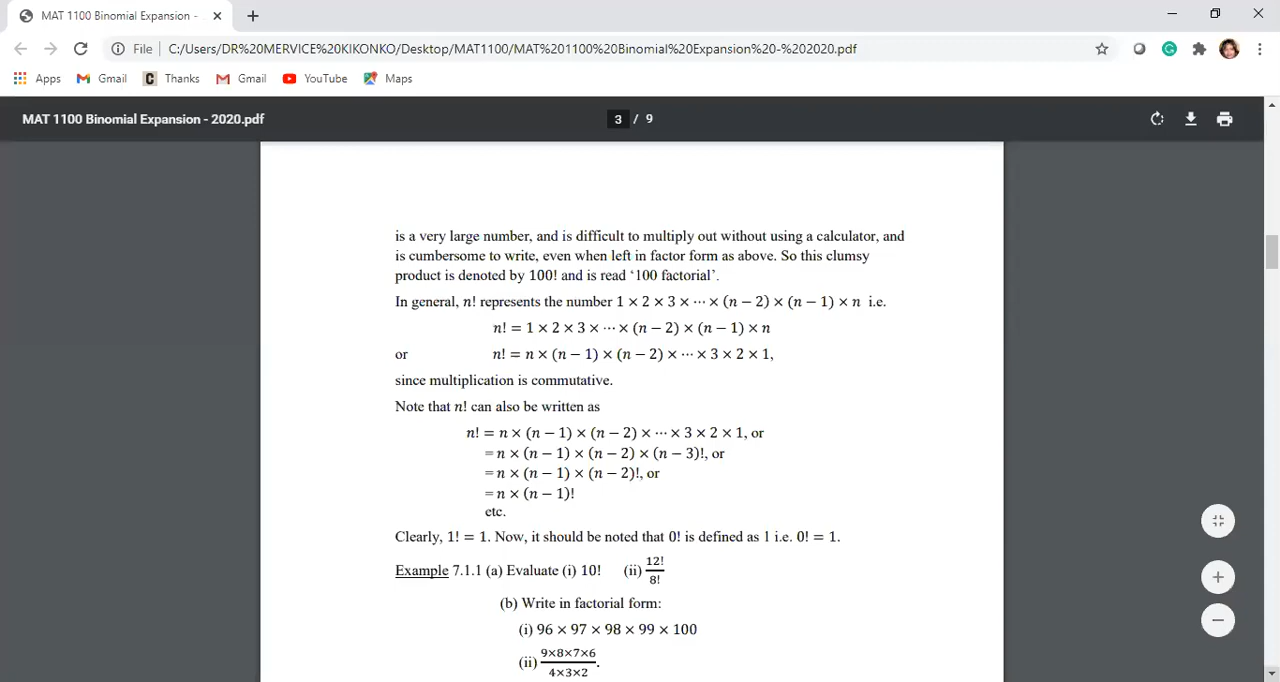 MAT 1100 Binomial Expansion -
File C:/Users/DR%20MERVICE%20KIKONKO/Desktop/MAT1100/MAT%201100%20Binomial%20Expansion%20-%202020.pdf
Apps Gmail Thanks Gmail YouTube Maps
MAT 1100 Binomial Expansion - 2020.pdf 3 / 9
is a very large number, and is difficult to multiply out without using a calculator, and
is cumbersome to write, even when left in factor form as above. So this clumsy
product is denoted by 100! and is read ‘100 factorial’.
In general, n! represents the number 1 × 2 × 3 × ⋯ × (n − 2) × (n − 1) × n i.e.
n! = 1 × 2 × 3 × ⋯ × (n − 2) × (n − 1) × n
or n! = n × (n − 1) × (n − 2) × ⋯ × 3 × 2 × 1,
since multiplication is commutative.
Note that n! can also be written as
n! = n × (n − 1) × (n − 2) × ⋯ × 3 × 2 × 1, or
= n × (n − 1) × (n − 2) × (n − 3)!, or
= n × (n − 1) × (n − 2)!, or
= n × (n − 1)!
etc.
Clearly, 1! = 1. Now, it should be noted that 0! is defined as 1 i.e. 0! = 1.
Example 7.1.1 (a) Evaluate (i) 10! (ii) 12!/8!
(b) Write in factorial form:
(i) 96 × 97 × 98 × 99 × 100
(ii) 9×8×7×6/4×3×2.